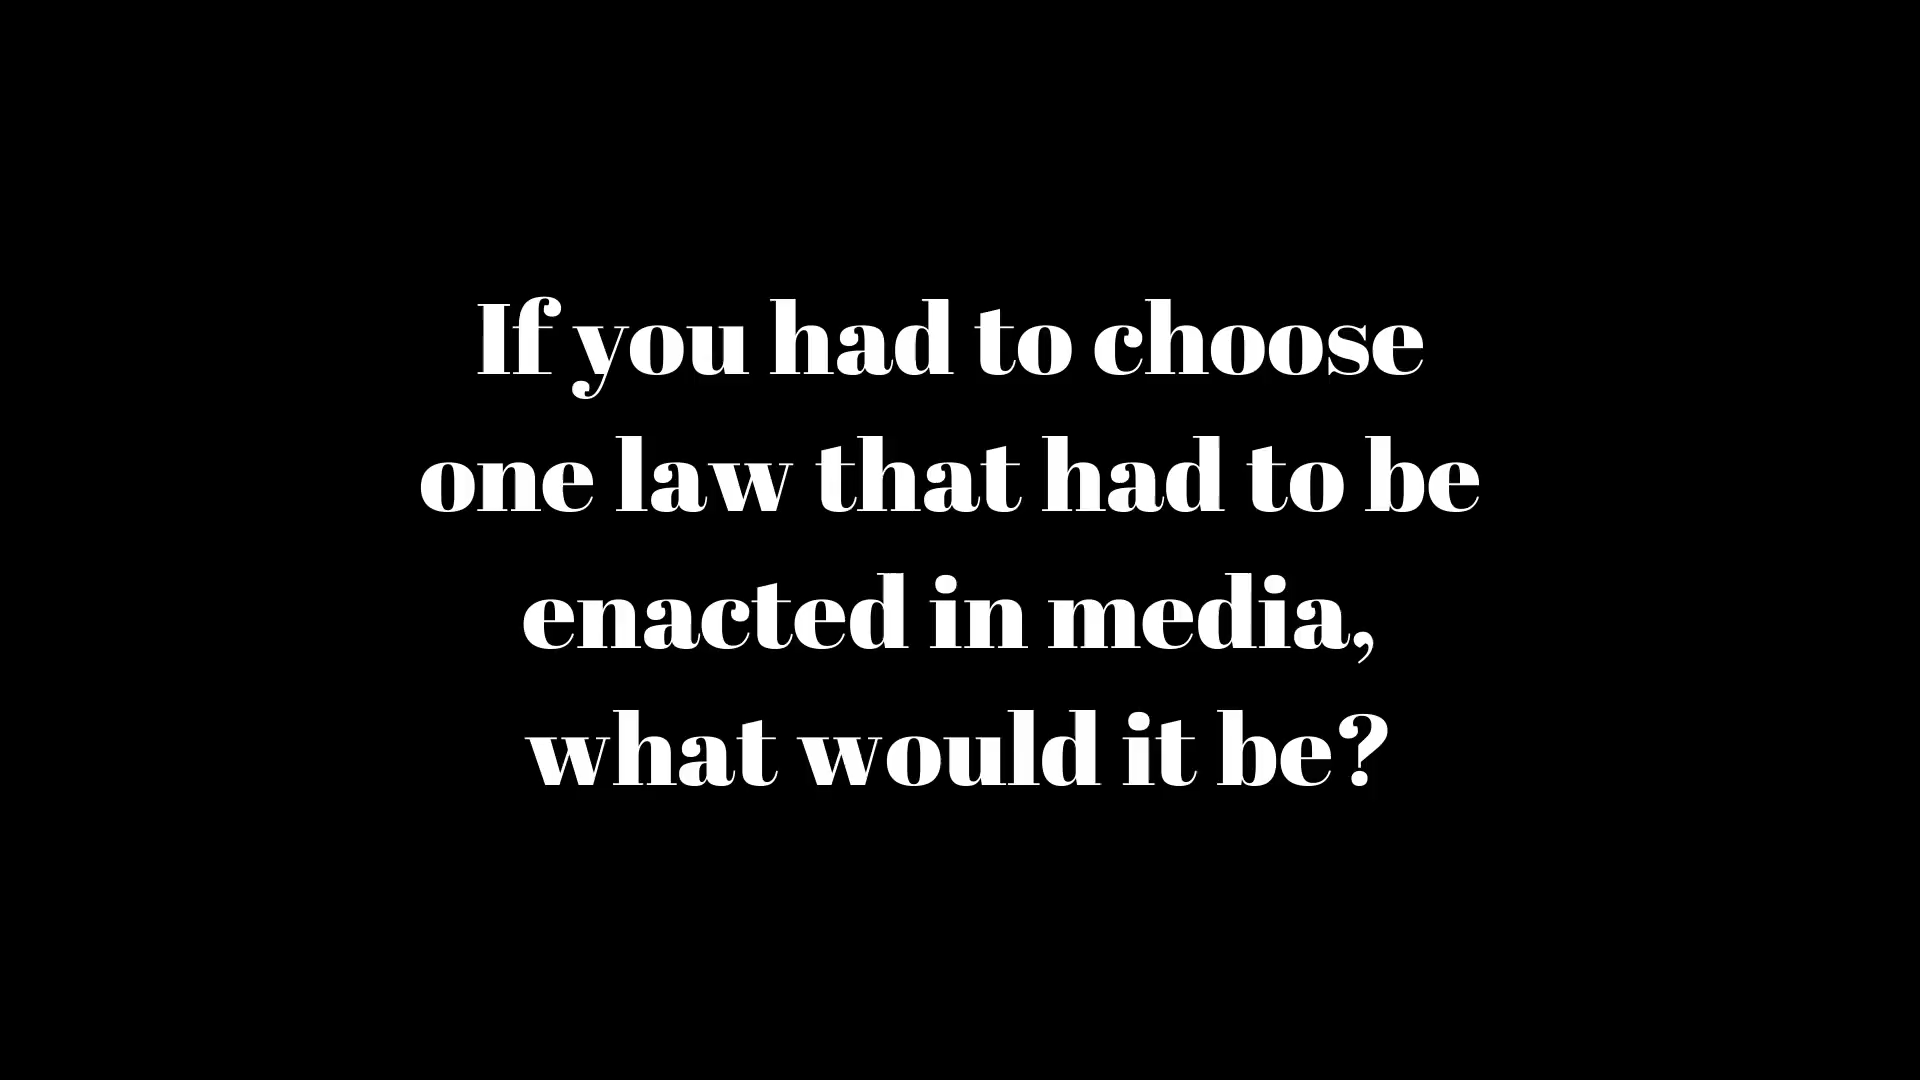 If you had to choose
one law that had to be
enacted in media,
what would it be?